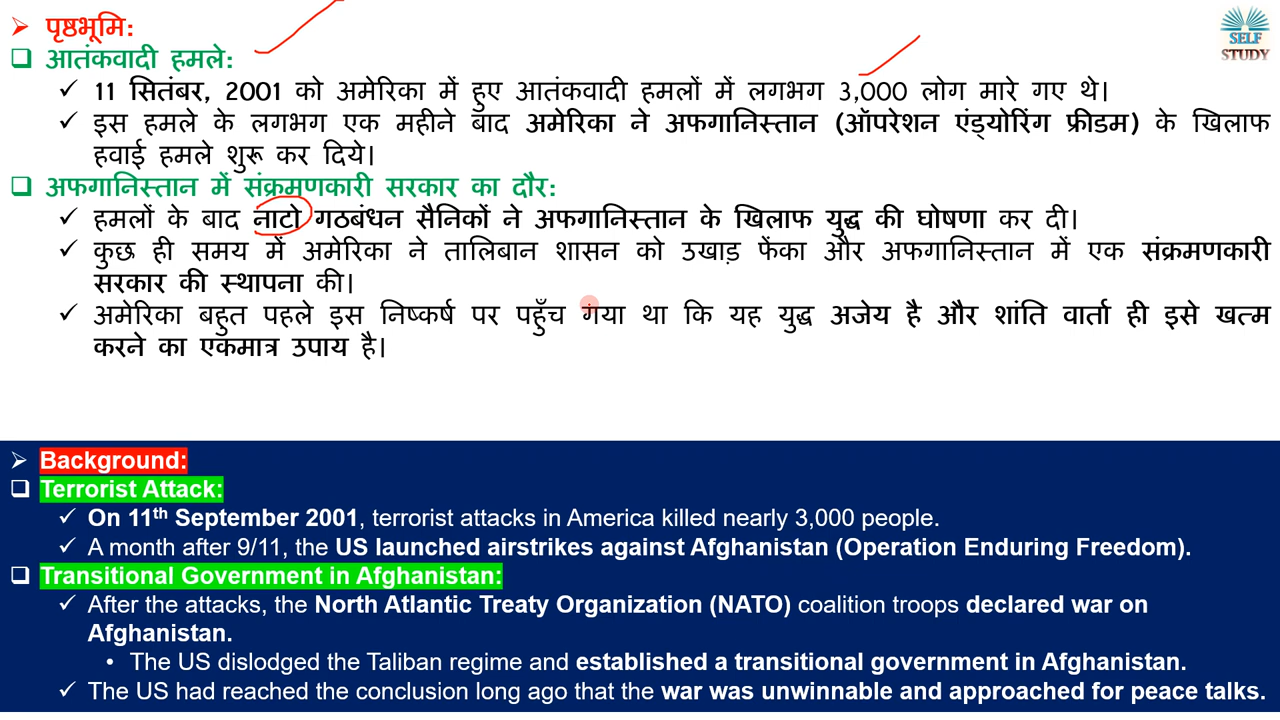 ➢ पृष्ठभूमि:
❑ आतंकवादी हमले:
✓ 11 सितंबर, 2001 को अमेरिका में हुए आतंकवादी हमलों में लगभग 3,000 लोग मारे गए थे।
✓ इस हमले के लगभग एक महीने बाद अमेरिका ने अफगानिस्तान (ऑपरेशन एंड्योरिंग फ्रीडम) के खिलाफ
हवाई हमले शुरू कर दिये।
❑ अफगानिस्तान में संक्रमणकारी सरकार का दौर:
✓ हमलों के बाद नाटो गठबंधन सैनिकों ने अफगानिस्तान के खिलाफ युद्ध की घोषणा कर दी।
✓ कुछ ही समय में अमेरिका ने तालिबान शासन को उखाड़ फेंका और अफगानिस्तान में एक संक्रमणकारी
सरकार की स्थापना की।
✓ अमेरिका बहुत पहले इस निष्कर्ष पर पहुँच गया था कि यह युद्ध अजेय है और शांति वार्ता ही इसे खत्म
करने का एकमात्र उपाय है।
SELF
STUDY
➢ Background:
❑ Terrorist Attack:
✓ On 11th September 2001, terrorist attacks in America killed nearly 3,000 people.
✓ A month after 9/11, the US launched airstrikes against Afghanistan (Operation Enduring Freedom).
❑ Transitional Government in Afghanistan:
✓ After the attacks, the North Atlantic Treaty Organization (NATO) coalition troops declared war on
Afghanistan.
• The US dislodged the Taliban regime and established a transitional government in Afghanistan.
✓ The US had reached the conclusion long ago that the war was unwinnable and approached for peace talks.